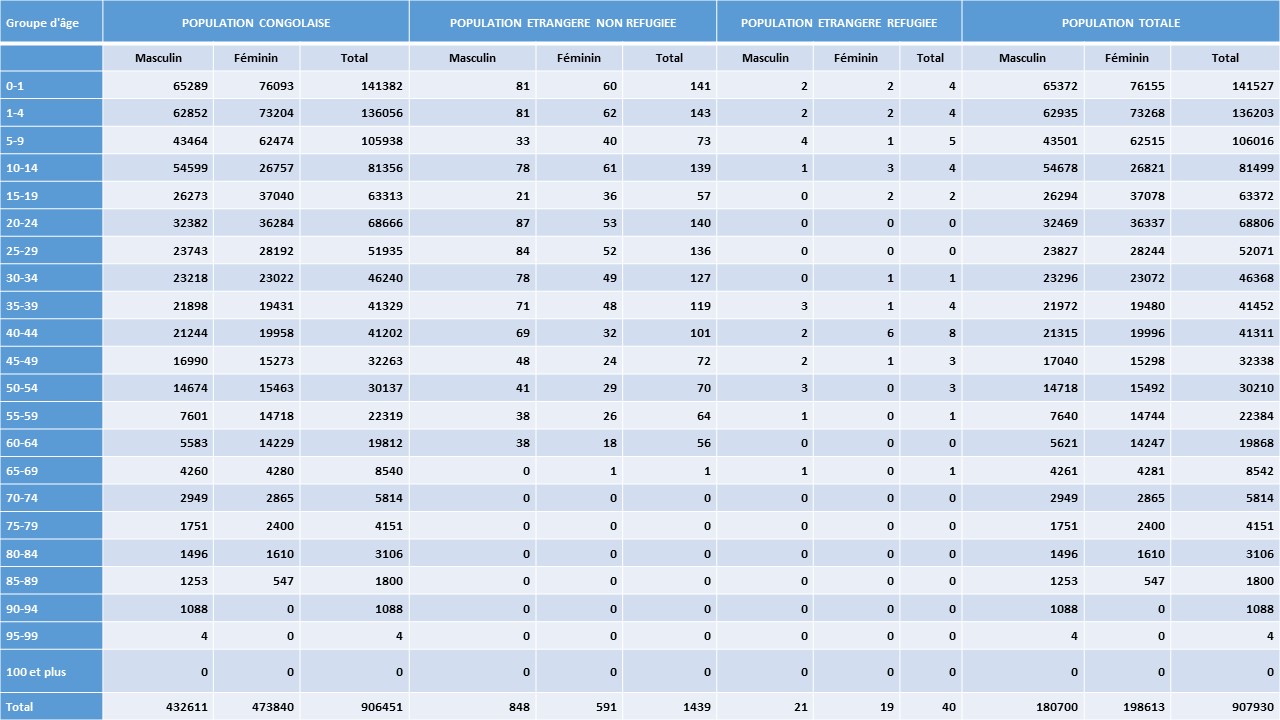 Groupe d'âge POPULATION CONGOLAISE POPULATION ETRANGERE NON REFUGIEE POPULATION ETRANGERE REFUGIEE POPULATION TOTALE
Masculin Féminin Total Masculin Féminin Total Masculin Féminin Total Masculin Féminin Total
0-1 65289 76093 141382 81 60 141 2 2 4 65372 76155 141527
1-4 62852 73204 136056 81 62 143 2 2 4 62935 73268 136203
5-9 43464 62474 105938 33 40 73 4 1 5 43501 62515 106016
10-14 54599 26757 81356 78 61 139 1 3 4 54678 26821 81499
15-19 26273 37040 63313 21 36 57 0 2 2 26294 37078 63372
20-24 32382 36284 68666 87 53 140 0 0 0 32469 36337 68806
25-29 23743 28192 51935 84 52 136 0 0 0 23827 28244 52071
30-34 23218 23022 46240 78 49 127 0 1 1 23296 23072 46368
35-39 21898 19431 41329 71 48 119 3 1 4 21972 19480 41452
40-44 21244 19958 41202 69 32 101 2 6 8 21315 19996 41311
45-49 16990 15273 32263 48 24 72 2 1 3 17040 15298 32338
50-54 14674 15463 30137 41 29 70 3 0 3 14718 15492 30210
55-59 7601 14718 22319 38 26 64 1 0 1 7640 14744 22384
60-64 5583 14229 19812 38 18 56 0 0 0 5621 14247 19868
65-69 4260 4280 8540 0 1 1 1 0 1 4261 4281 8542
70-74 2949 2865 5814 0 0 0 0 0 0 2949 2865 5814
75-79 1751 2400 4151 0 0 0 0 0 0 1751 2400 4151
80-84 1496 1610 3106 0 0 0 0 0 0 1496 1610 3106
85-89 1253 547 1800 0 0 0 0 0 0 1253 547 1800
90-94 1088 0 1088 0 0 0 0 0 0 1088 0 1088
95-99 4 0 4 0 0 0 0 0 0 4 0 4
100 et plus 0 0 0 0 0 0 0 0 0 0 0 0
Total 432611 473840 906451 848 591 1439 21 19 40 180700 198613 907930